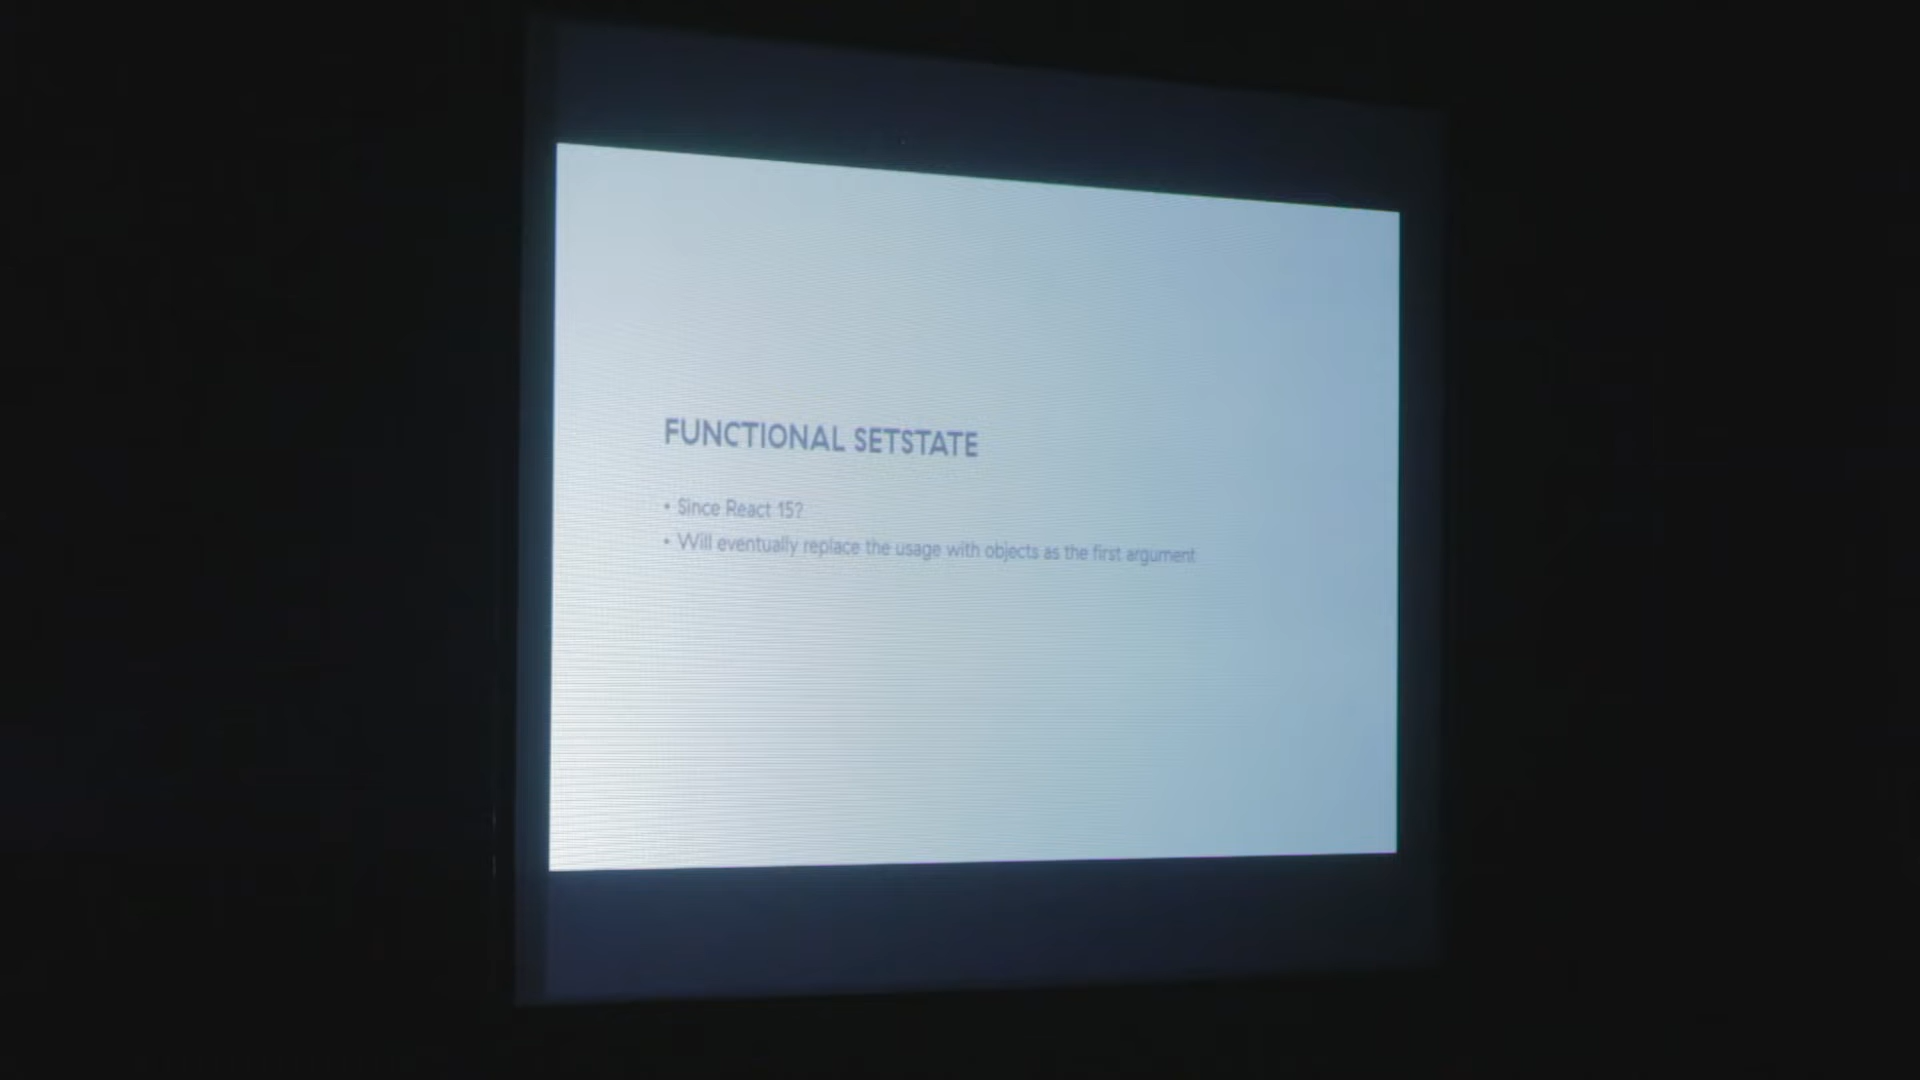 FUNCTIONAL SETSTATE
• Since React 15?
• Will eventually replace the usage with objects as the first argument